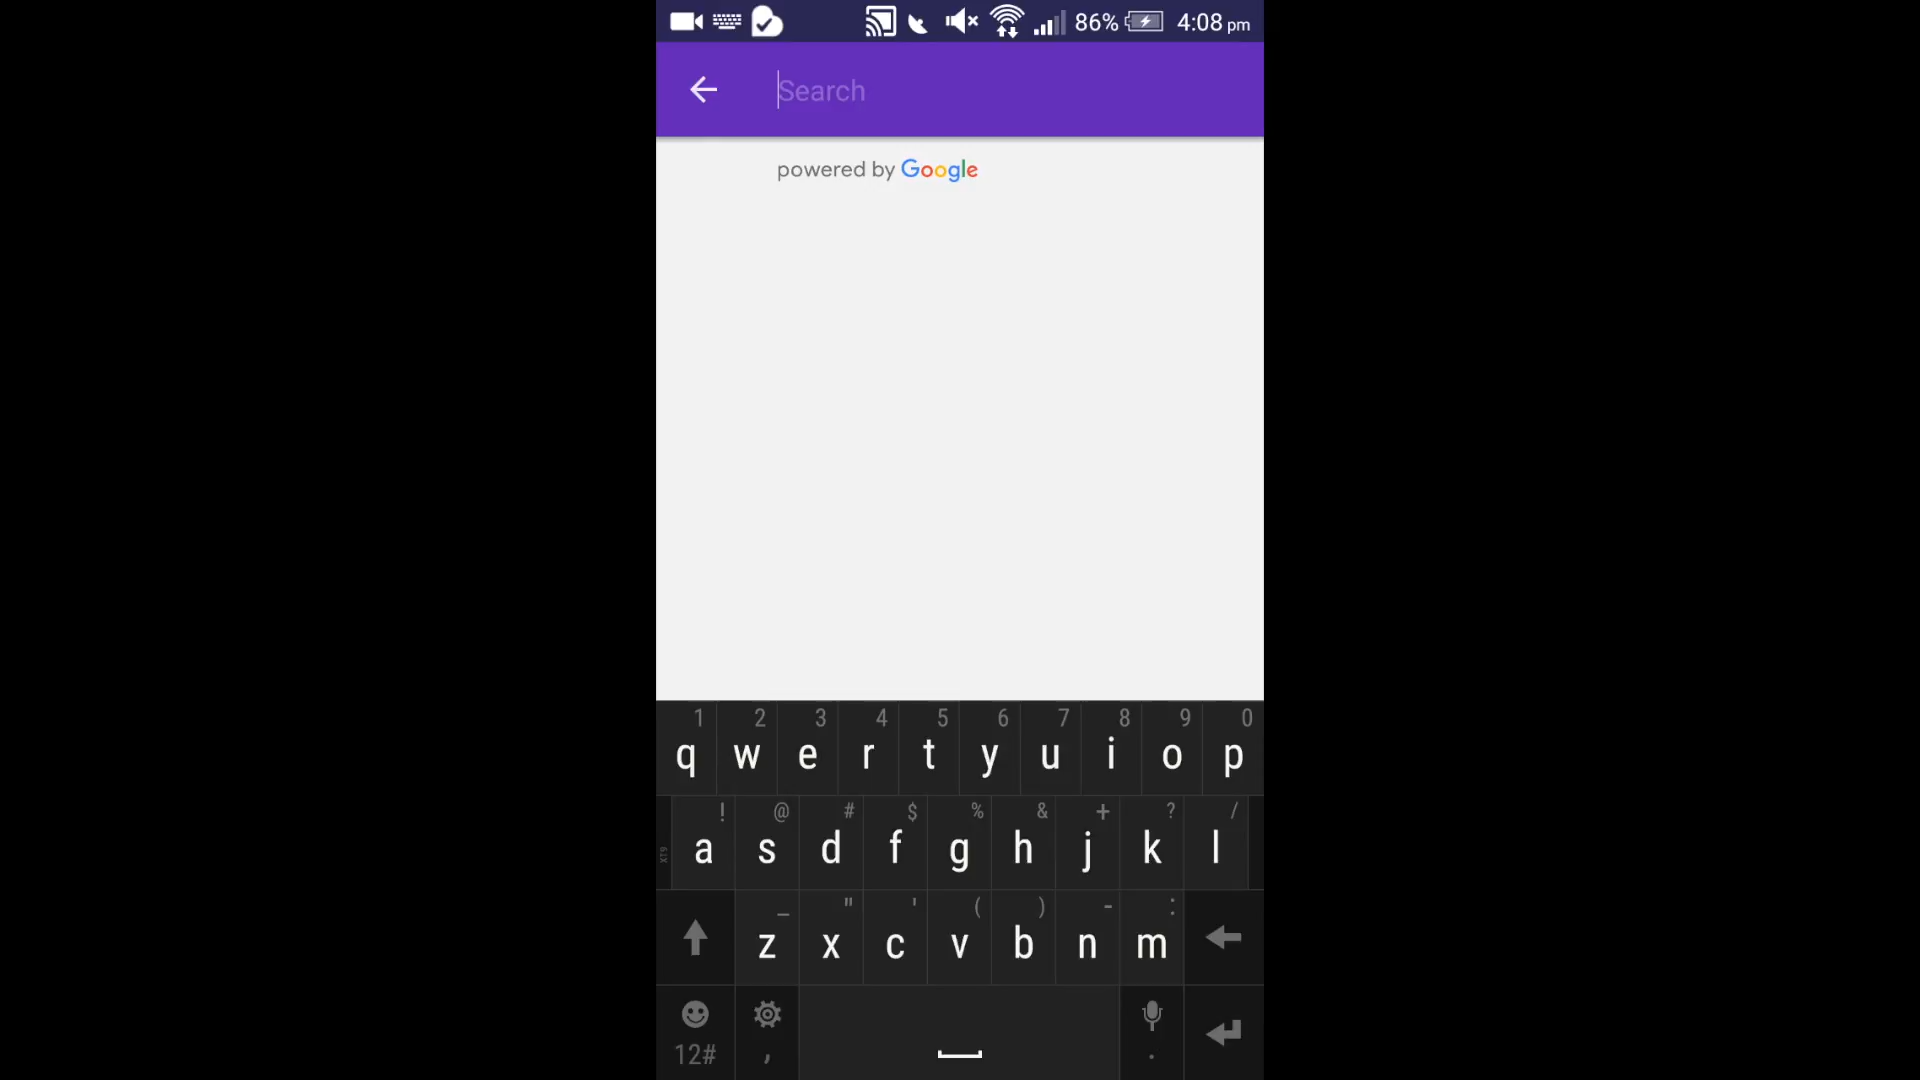 86% 4:08 pm
Search
powered by Google
1 2 3 4 5 6 7 8 9 0
q w e r t y u i o p
! @ # $ % & + ? /
XT9 a s d f g h j k l
_ " ' ( ) - :
z x c v b n m
12# , .